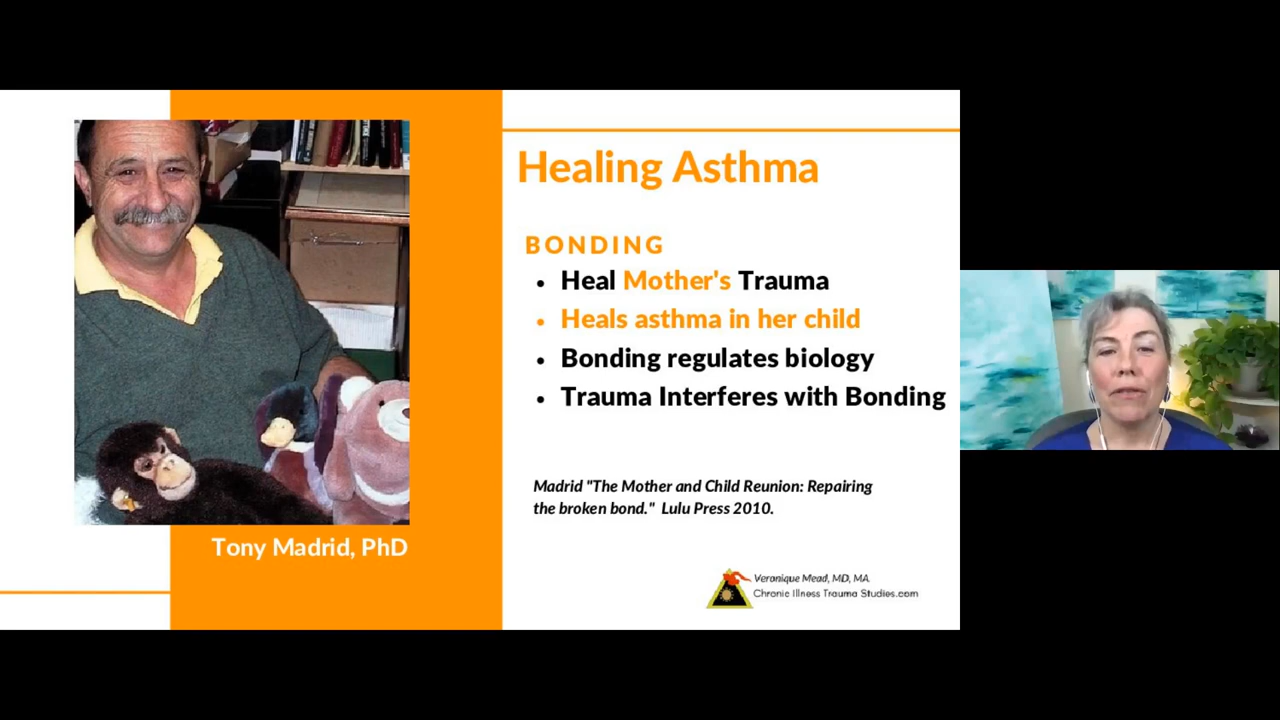 Healing Asthma
BONDING
• Heal Mother's Trauma
• Heals asthma in her child
• Bonding regulates biology
• Trauma Interferes with Bonding
Madrid "The Mother and Child Reunion: Repairing
the broken bond." Lulu Press 2010.
Tony Madrid, PhD
Veronique Mead, MD, MA
Chronic Illness Trauma Studies.com